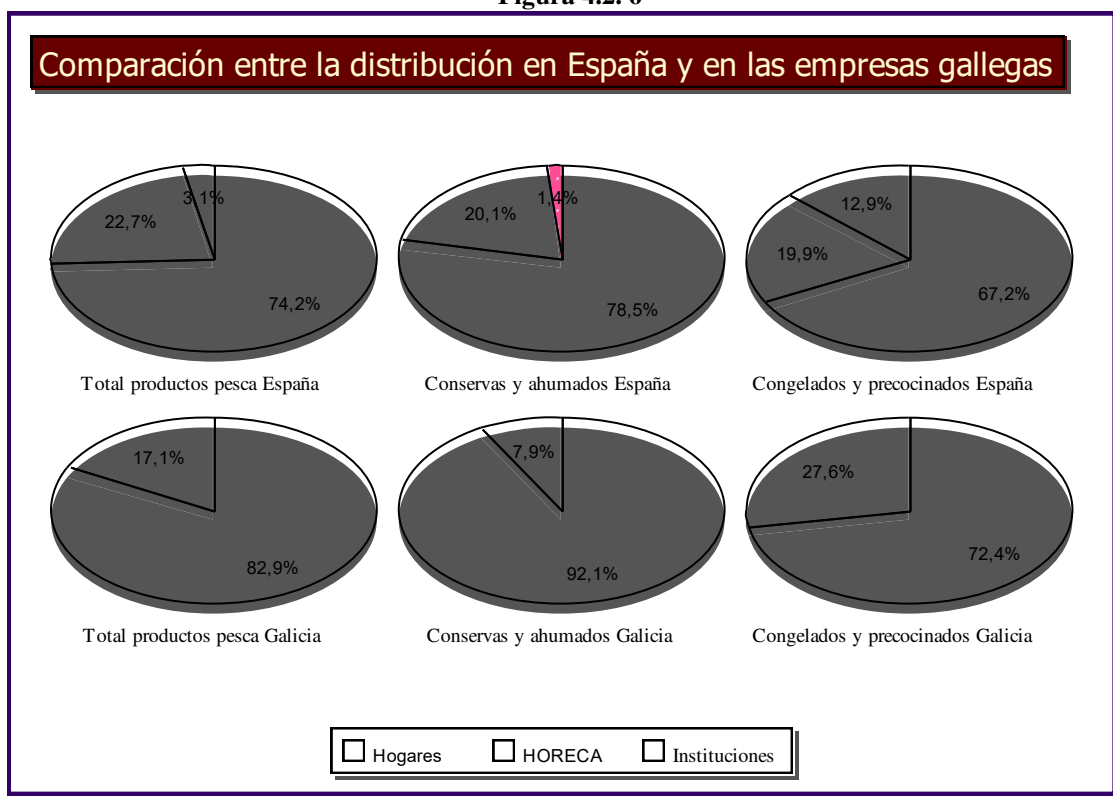 Figura 4.2. 6
Comparación entre la distribución en España y en las empresas gallegas
3,1%
22,7%
74,2%
Total productos pesca España
1,4%
20,1%
78,5%
Conservas y ahumados España
12,9%
19,9%
67,2%
Congelados y precocinados España
17,1%
82,9%
Total productos pesca Galicia
7,9%
92,1%
Conservas y ahumados Galicia
27,6%
72,4%
Congelados y precocinados Galicia
Hogares HORECA Instituciones